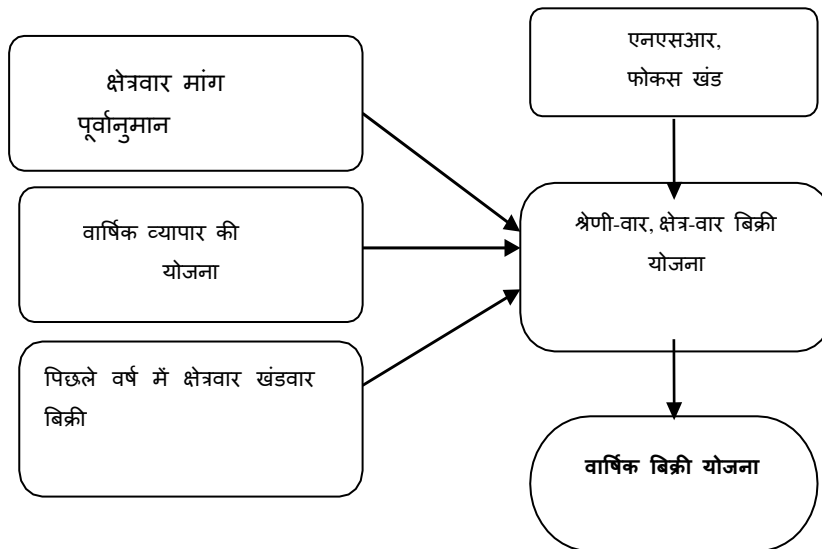 क्षेत्रवार मांग
पूर्वानुमान
वार्षिक व्यापार की
योजना
पिछले वर्ष में क्षेत्रवार खंडवार
बिक्री
एनएसआर,
फोकस खंड
श्रेणी-वार, क्षेत्र-वार बिक्री
योजना
वार्षिक बिक्री योजना